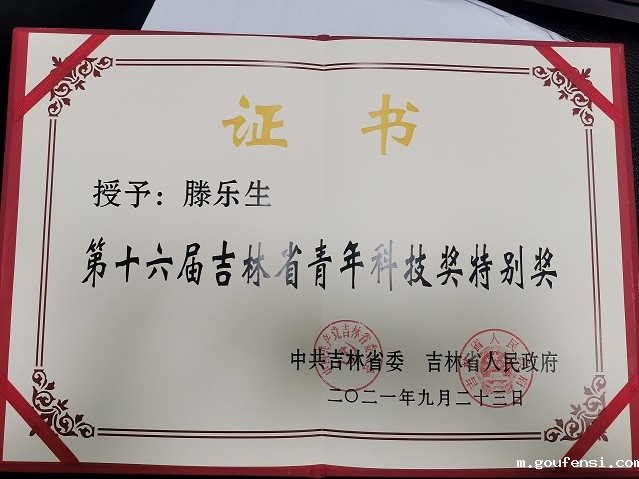 证书
授予：滕乐生
第十六届吉林省青年科技奖特别奖
中共吉林省委 吉林省人民政府
二〇二一年九月二十三日
m.goufensi.com